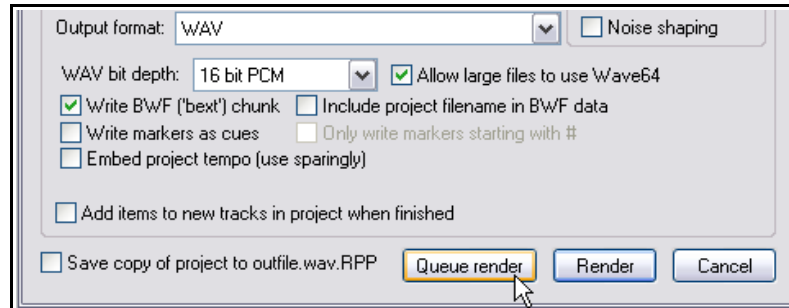 Output format: WAV Noise shaping
WAV bit depth: 16 bit PCM Allow large files to use Wave64
Write BWF ('bext') chunk Include project filename in BWF data
Write markers as cues Only write markers starting with #
Embed project tempo (use sparingly)
Add items to new tracks in project when finished
Save copy of project to outfile.wav.RPP Queue render Render Cancel